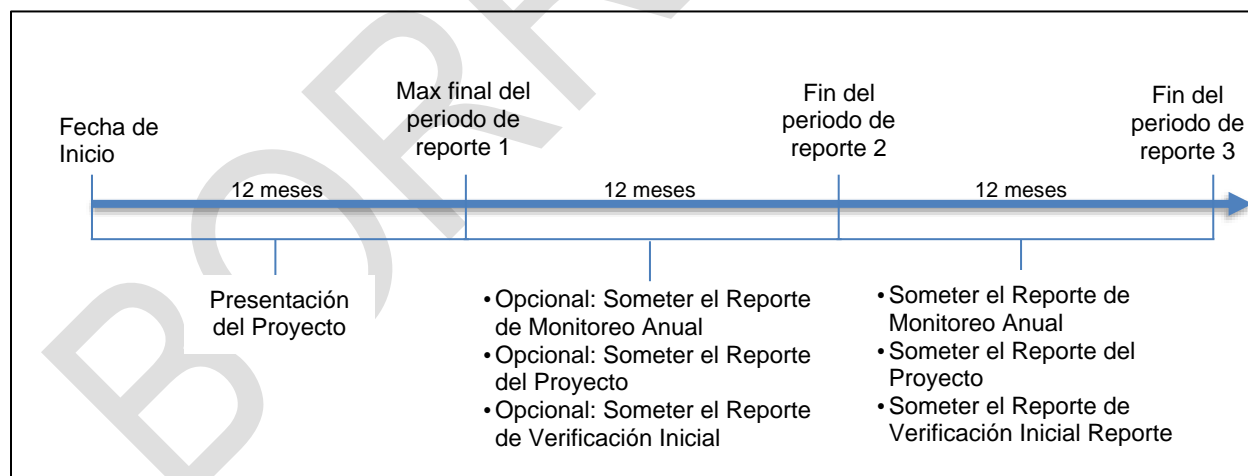 Fecha de
Inicio
Max final del
periodo de
reporte 1
Fin del
periodo de
reporte 2
Fin del
periodo de
reporte 3
12 meses
12 meses
12 meses
Presentación
del Proyecto
•Opcional: Someter el Reporte
de Monitoreo Anual
•Opcional: Someter el Reporte
del Proyecto
•Opcional: Someter el Reporte
de Verificación Inicial
•Someter el Reporte de
Monitoreo Anual
•Someter el Reporte del
Proyecto
•Someter el Reporte de
Verificación Inicial Reporte